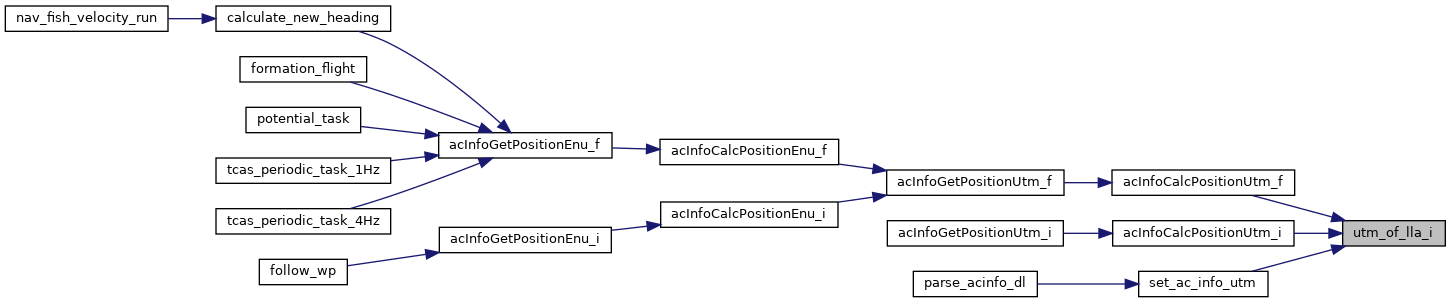 nav_fish_velocity_run
calculate_new_heading
formation_flight
potential_task
tcas_periodic_task_1Hz
tcas_periodic_task_4Hz
acInfoGetPositionEnu_f
acInfoCalcPositionEnu_f
acInfoGetPositionUtm_f
acInfoCalcPositionUtm_f
acInfoCalcPositionEnu_i
acInfoGetPositionEnu_i
follow_wp
acInfoGetPositionUtm_i
acInfoCalcPositionUtm_i
utm_of_lla_i
parse_acinfo_dl
set_ac_info_utm